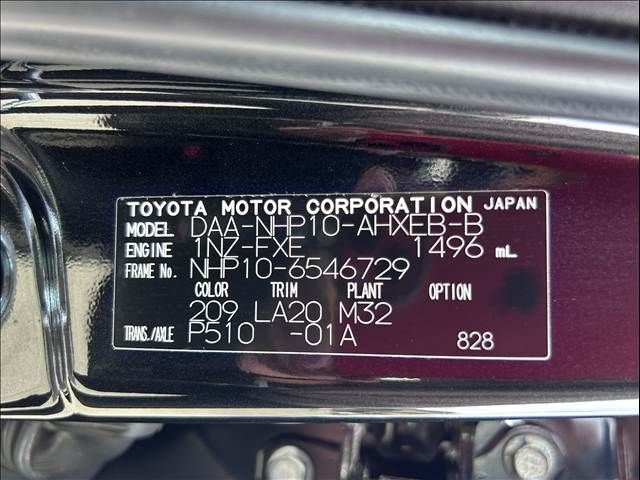 TOYOTA MOTOR CORPORATION JAPAN
MODEL DAA-NHP10-AHXEB-B
ENGINE 1NZ-FXE 1496 mL
FRAME No. NHP10-6546729
COLOR TRIM PLANT OPTION
209 LA20 M32
TRANS./AXLE P510 -01A 828